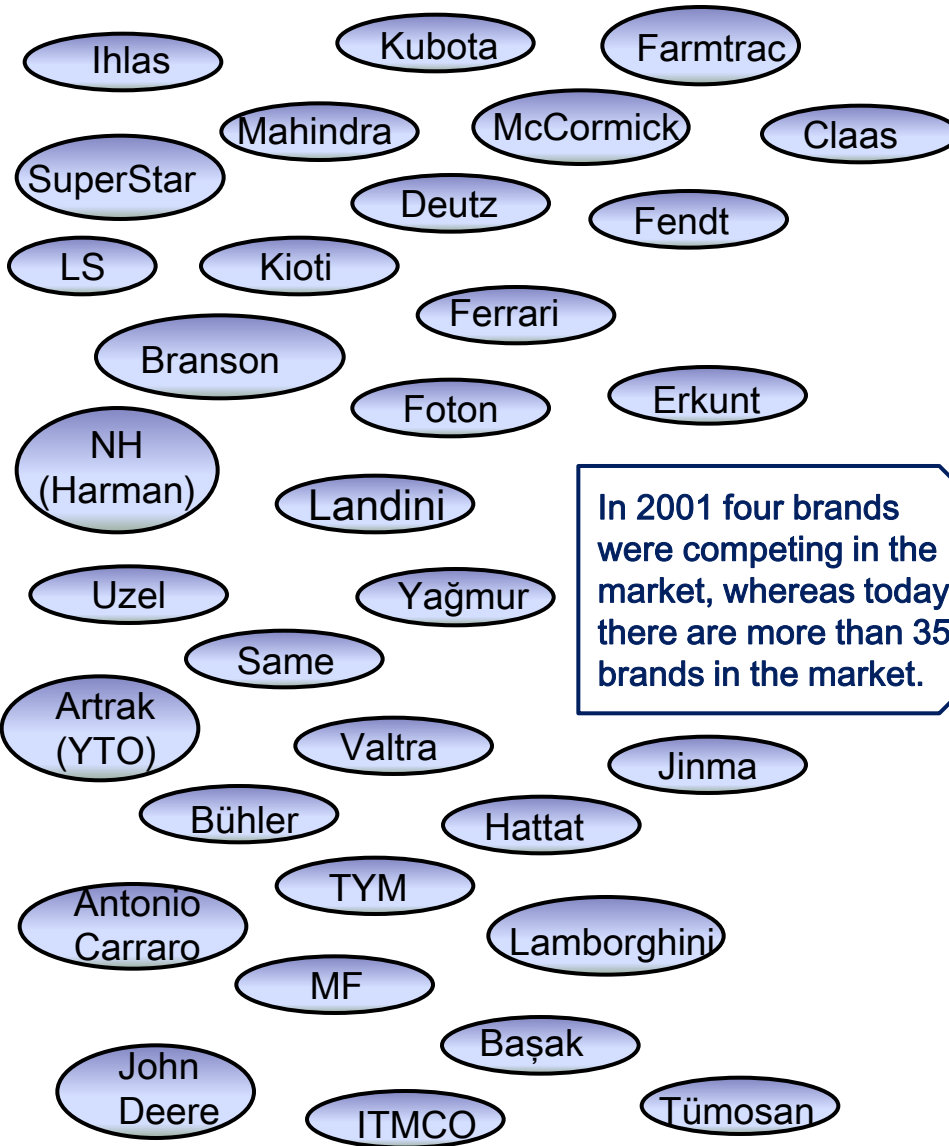 Ihlas
Kubota
Farmtrac
Mahindra
McCormick
Claas
SuperStar
Deutz
Fendt
LS
Kioti
Ferrari
Branson
Foton
Erkunt
NH
(Harman)
Landini
In 2001 four brands
were competing in the
market, whereas today
there are more than 35
brands in the market.
Uzel
Yağmur
Same
Artrak
(YTO)
Valtra
Jinma
Bühler
Hattat
TYM
Antonio
Carraro
Lamborghini
MF
Başak
John
Deere
ITMCO
Tümosan